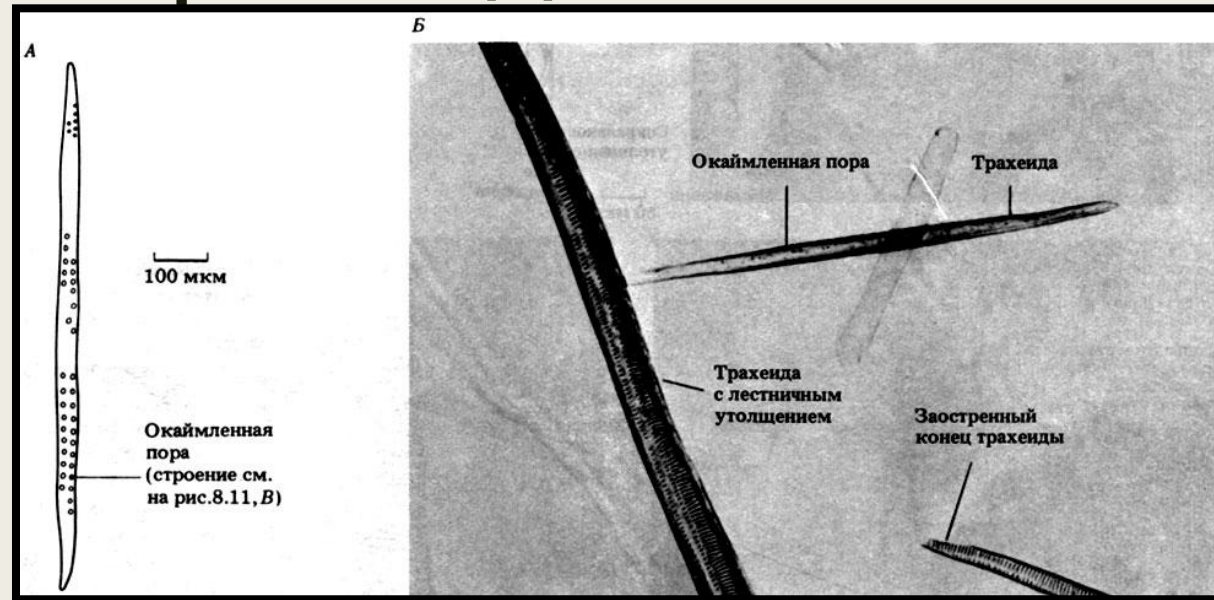 А
100 мкм
Окаймленная
пора
(строение см.
на рис.8.11, В)
Б
Окаймленная пора
Трахеида
Трахеида
с лестничным
утолщением
Заостренный
конец трахеиды